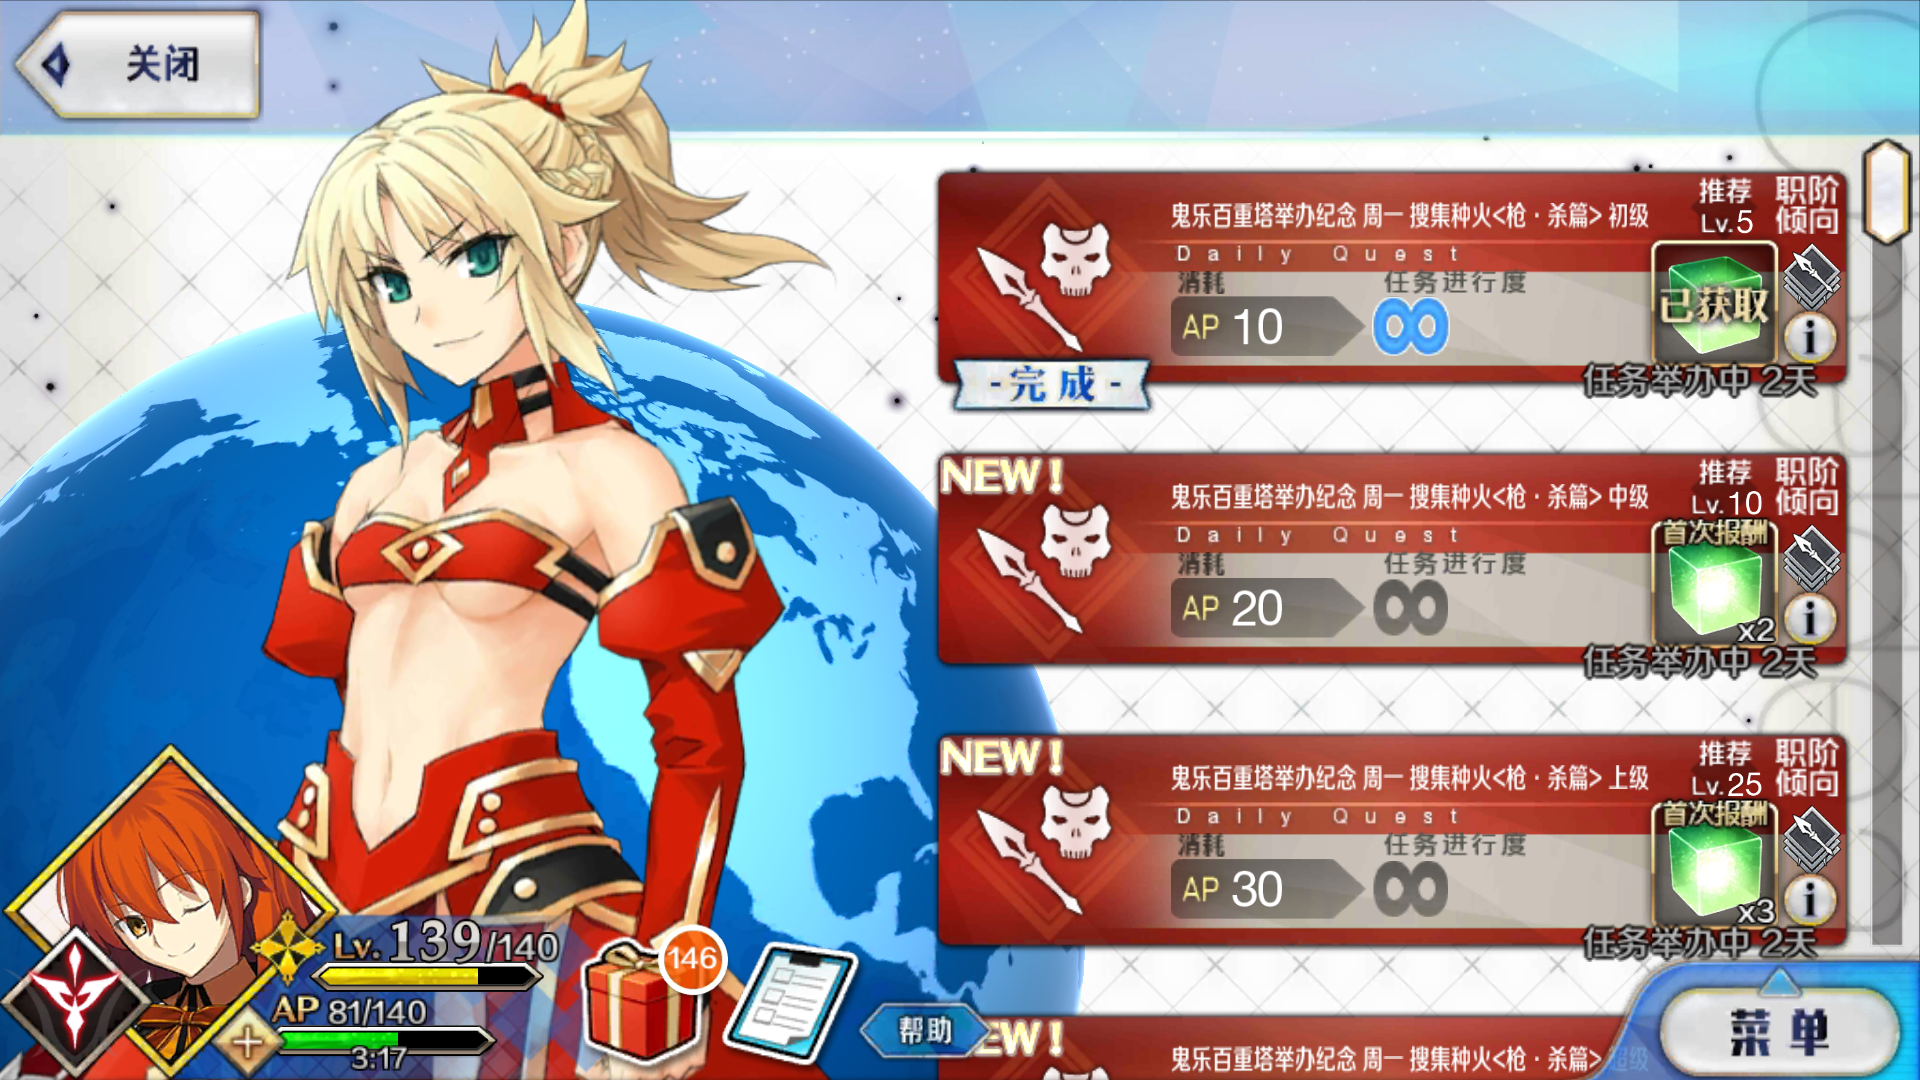 关闭
鬼乐百重塔举办纪念 周一 搜集种火<枪·杀篇> 初级
推荐
Lv.5
职阶
倾向
Daily Quest
消耗
任务进行度
AP 10
∞
已获取
i
-完成-
任务举办中 2天
NEW!
鬼乐百重塔举办纪念 周一 搜集种火<枪·杀篇> 中级
推荐
Lv.10
职阶
倾向
Daily Quest
首次报酬
消耗
任务进行度
AP 20
∞
x2
i
任务举办中 2天
NEW!
鬼乐百重塔举办纪念 周一 搜集种火<枪·杀篇> 上级
推荐
Lv.25
职阶
倾向
Daily Quest
首次报酬
消耗
任务进行度
AP 30
∞
x3
i
任务举办中 2天
NEW!
鬼乐百重塔举办纪念 周一 搜集种火<枪·杀篇> 超级
Lv.139/140
AP 81/140
3:17
146
帮助
菜单